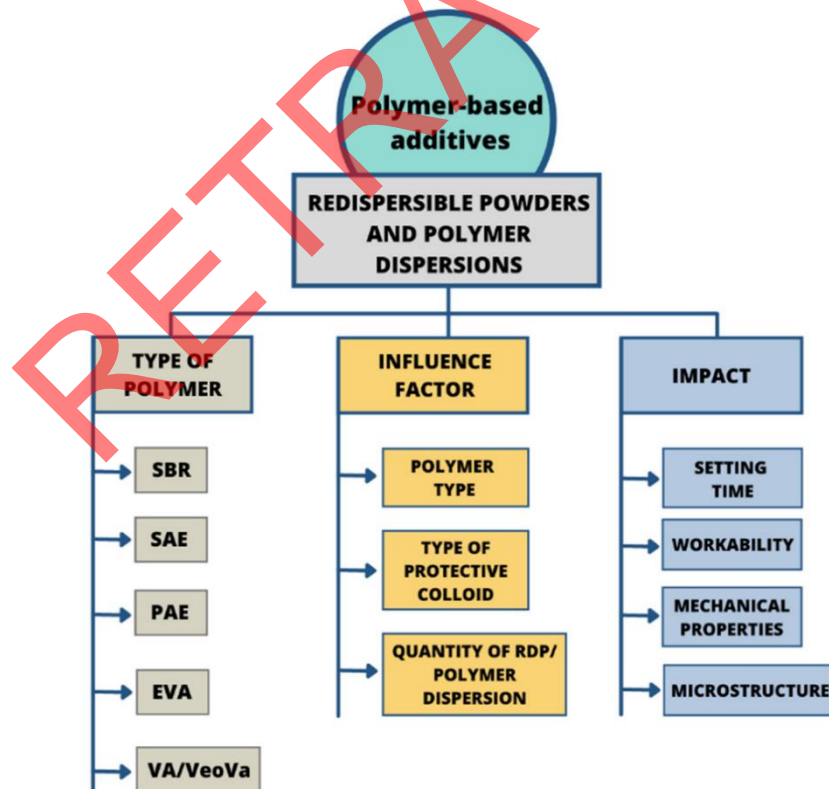 Polymer-based
additives
REDISPERSIBLE POWDERS
AND POLYMER
DISPERSIONS
TYPE OF
POLYMER
SBR
SAE
PAE
EVA
VA/VeoVa
INFLUENCE
FACTOR
POLYMER
TYPE
TYPE OF
PROTECTIVE
COLLOID
QUANTITY OF RDP/
POLYMER
DISPERSION
IMPACT
SETTING
TIME
WORKABILITY
MECHANICAL
PROPERTIES
MICROSTRUCTURE
RETRA